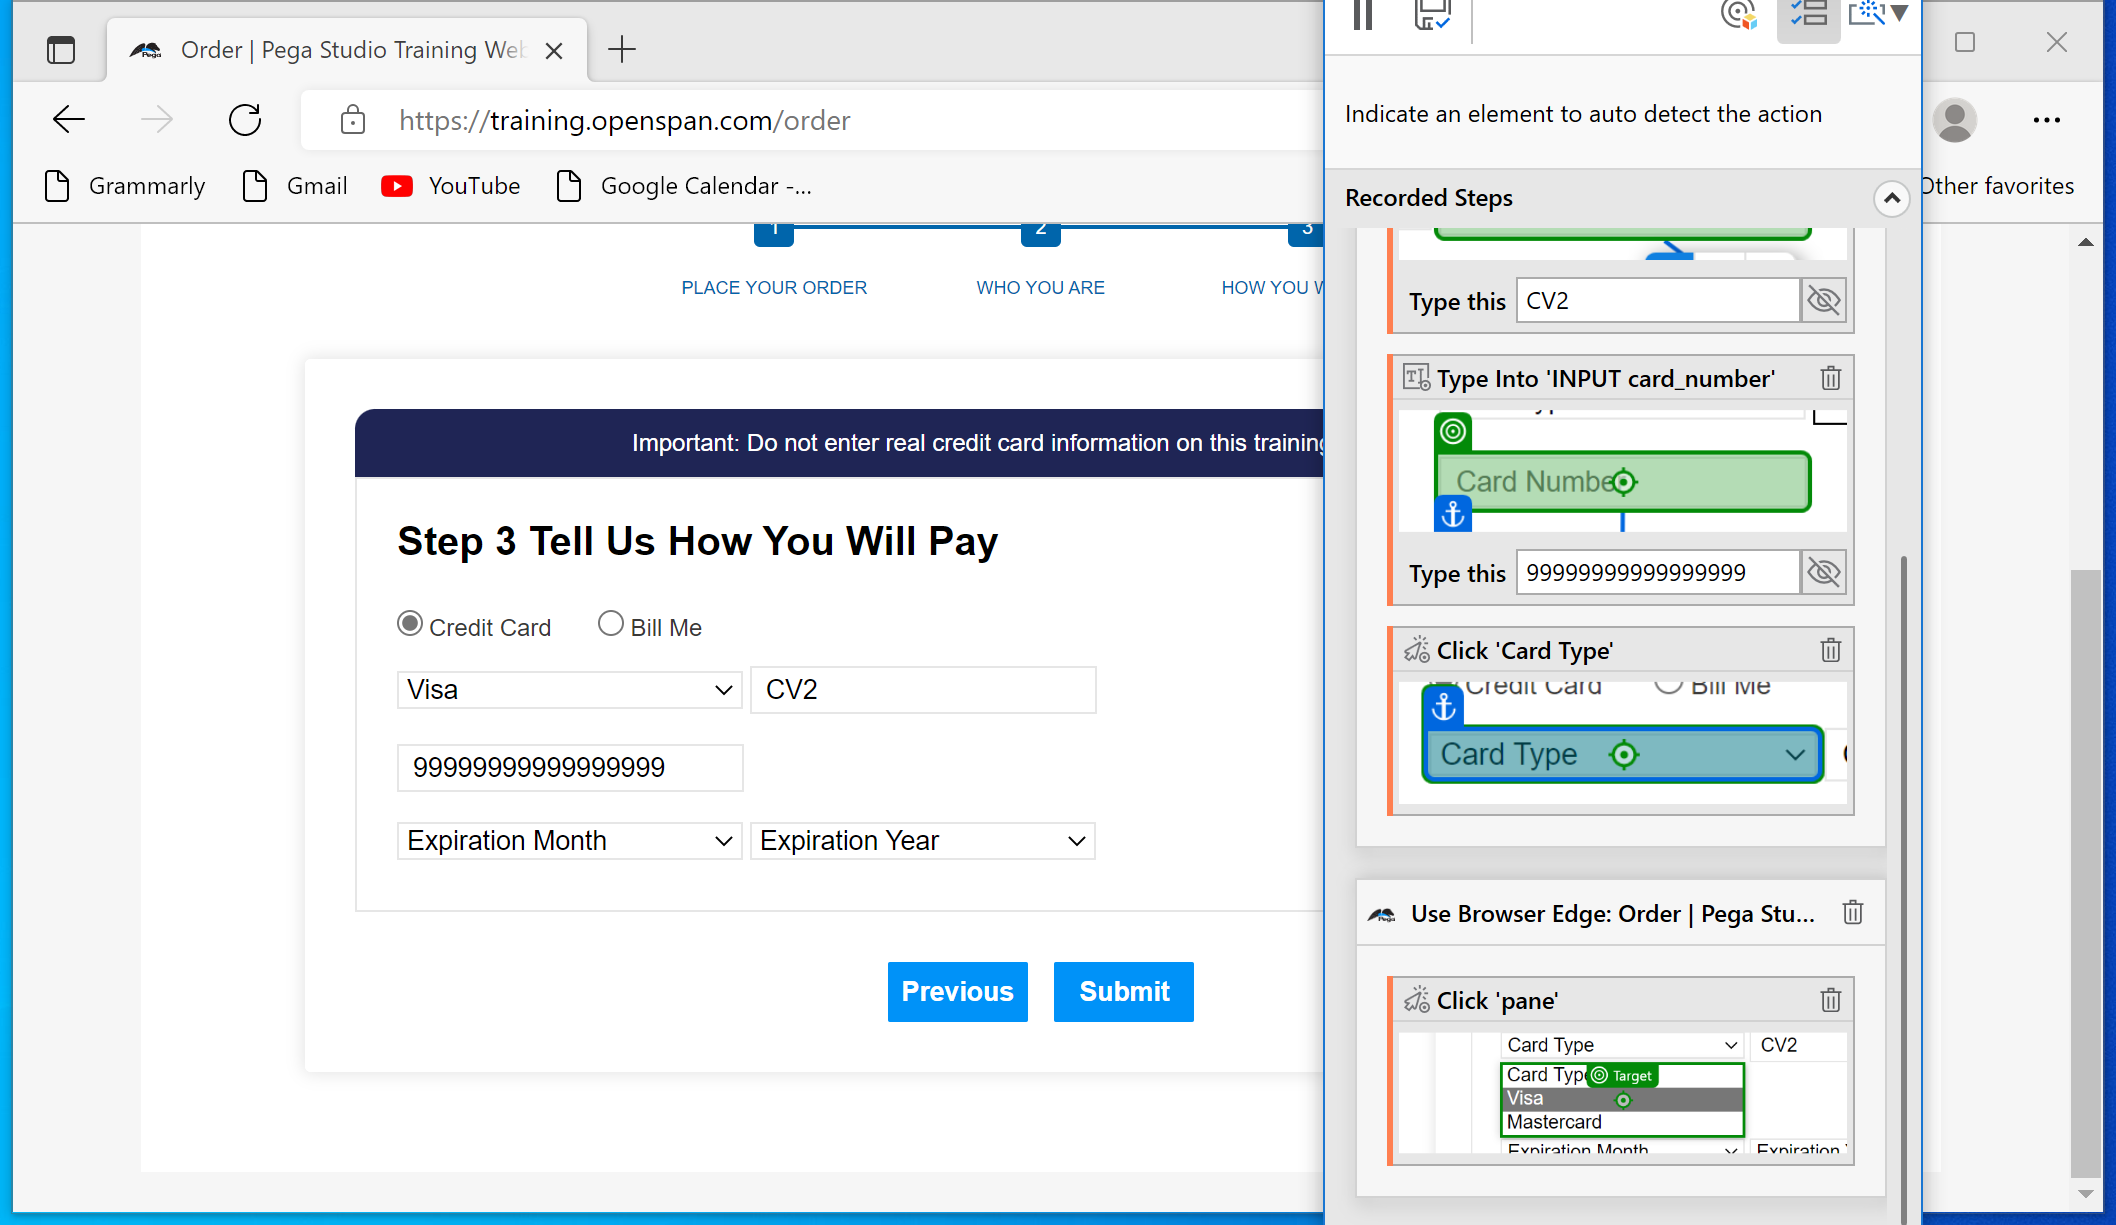 Order | Pega Studio Training Web
https://training.openspan.com/order
Grammarly
Gmail
YouTube
Google Calendar -...
Other favorites
1
2
3
PLACE YOUR ORDER
WHO YOU ARE
HOW YOU W
Important: Do not enter real credit card information on this training
Step 3 Tell Us How You Will Pay
Credit Card
Bill Me
Visa
CV2
99999999999999999
Expiration Month
Expiration Year
Previous
Submit
Indicate an element to auto detect the action
Recorded Steps
Type this
CV2
Type Into 'INPUT card_number'
Card Numbe
Type this
99999999999999999
Click 'Card Type'
Credit Card
Bill Me
Card Type
Pega
Use Browser Edge: Order | Pega Stu...
Click 'pane'
Card Type
CV2
Card Type
Target
Visa
Mastercard
Expiration Month
Expiration